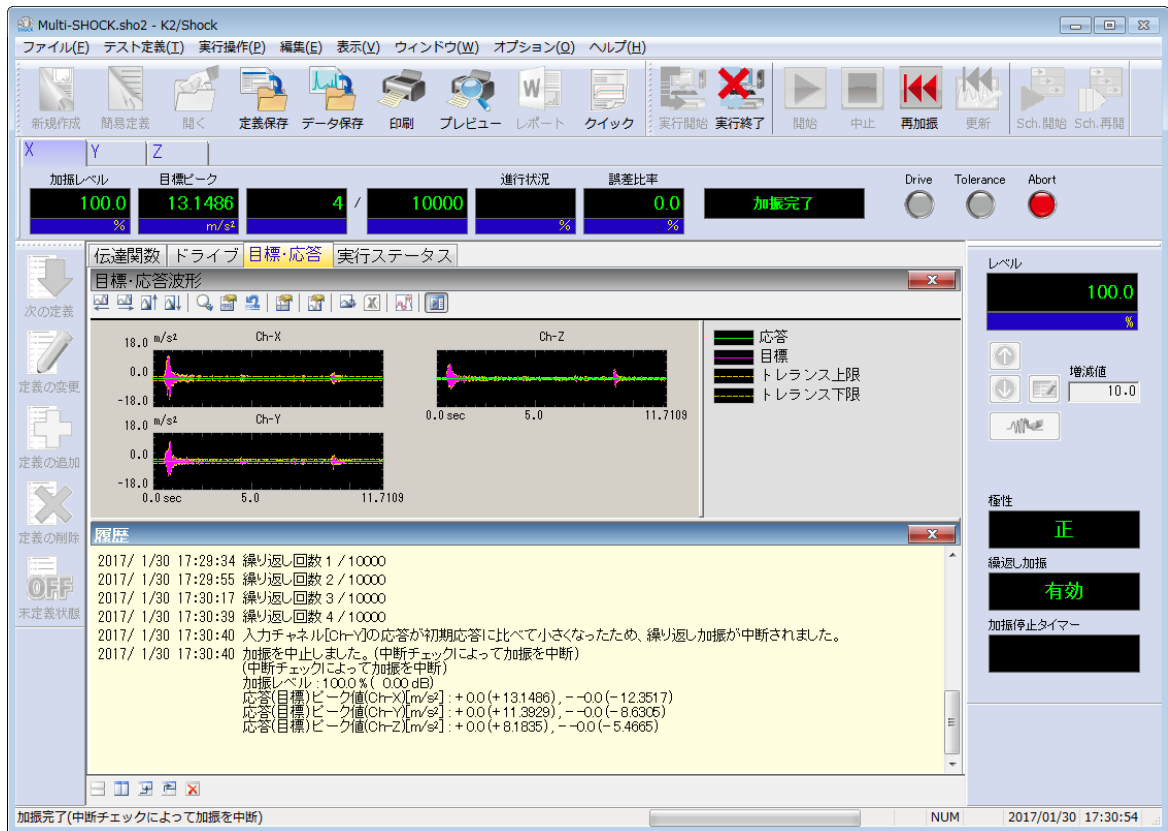 Multi-SHOCK.sho2 - K2/Shock
ファイル(F) テスト定義(T) 実行操作(P) 編集(E) 表示(V) ウィンドウ(W) オプション(O) ヘルプ(H)
新規作成 簡易定義 開く 定義保存 データ保存 印刷 プレビュー レポート クイック 実行開始 実行終了 開始 中止 再加振 更新 Sch.開始 Sch.再開
X Y Z
加振レベル 目標ピーク 進行状況 誤差比率 Drive Tolerance Abort
100.0 13.1486 4 / 10000 0.0 加振完了
% m/s² % %
伝達関数 ドライブ 目標・応答 実行ステータス
目標・応答波形
18.0 m/s² Ch-X
0.0
-18.0
18.0 m/s² Ch-Y
0.0
-18.0
0.0 sec 5.0 11.7109
Ch-Z
0.0 sec 5.0 11.7109
応答
目標
トレランス上限
トレランス下限
次の定義
定義の変更
定義の追加
定義の削除
OFF
未定義状態
履歴
2017/ 1/30 17:29:34 繰り返し回数 1 / 10000
2017/ 1/30 17:29:55 繰り返し回数 2 / 10000
2017/ 1/30 17:30:17 繰り返し回数 3 / 10000
2017/ 1/30 17:30:39 繰り返し回数 4 / 10000
2017/ 1/30 17:30:40 入力チャネル[Ch-Y]の応答が初期応答に比べて小さくなったため、繰り返し加振が中断されました。
2017/ 1/30 17:30:40 加振を中止しました。(中断チェックによって加振を中断)
(中断チェックによって加振を中断)
加振レベル : 100.0 % ( 0.00 dB)
応答(目標)ピーク値(Ch-X)[m/s²] : + 0.0 (+ 13.1486) , - -0.0 (- 12.3517)
応答(目標)ピーク値(Ch-Y)[m/s²] : + 0.0 (+ 11.3929) , - -0.0 (- 8.6305)
応答(目標)ピーク値(Ch-Z)[m/s²] : + 0.0 (+ 8.1835) , - -0.0 (- 5.4665)
レベル
100.0
%
増減値
10.0
極性
正
繰返し加振
有効
加振停止タイマー
加振完了(中断チェックによって加振を中断) NUM 2017/01/30 17:30:54